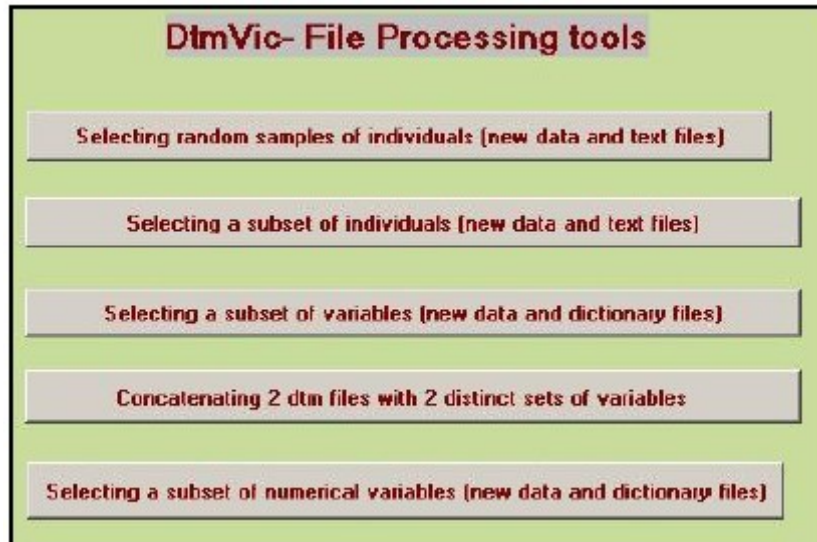 DtmVic- File Processing tools
Selecting random samples of individuals (new data and text files)
Selecting a subset of individuals (new data and text files)
Selecting a subset of variables (new data and dictionary files)
Concatenating 2 dtm files with 2 distinct sets of variables
Selecting a subset of numerical variables (new data and dictionary files)